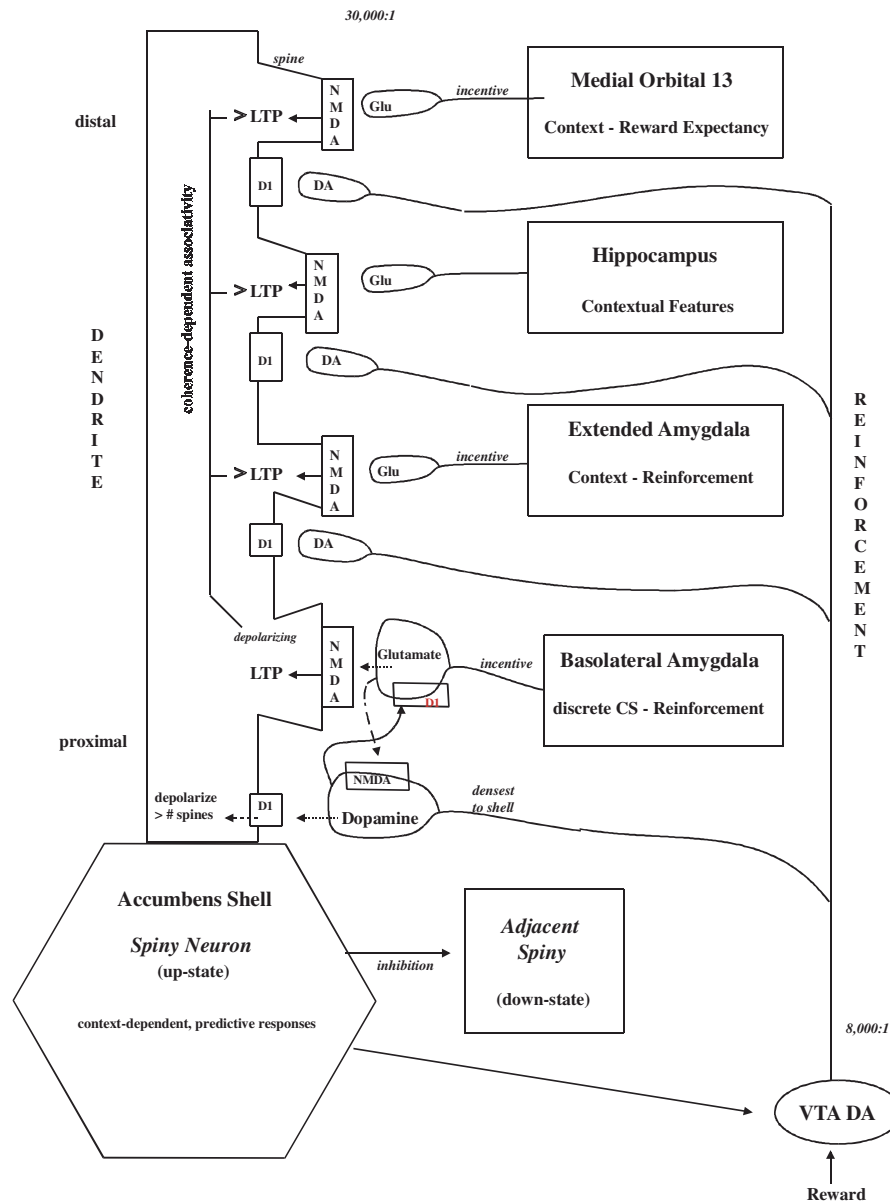 30,000:1
spine
distal
>LTP
NMDA
Glu
incentive
Medial Orbital 13
Context - Reward Expectancy
D1
DA
coherence-dependent associativity
DENDRITE
>LTP
NMDA
Glu
Hippocampus
Contextual Features
D1
DA
REINFORCEMENT
>LTP
NMDA
Glu
incentive
Extended Amygdala
Context - Reinforcement
D1
DA
depolarizing
LTP
NMDA
Glutamate
D1
incentive
Basolateral Amygdala
discrete CS - Reinforcement
proximal
depolarize
> # spines
D1
NMDA
Dopamine
densest
to shell
Accumbens Shell
Spiny Neuron
(up-state)
context-dependent, predictive responses
inhibition
Adjacent
Spiny
(down-state)
8,000:1
VTA DA
Reward